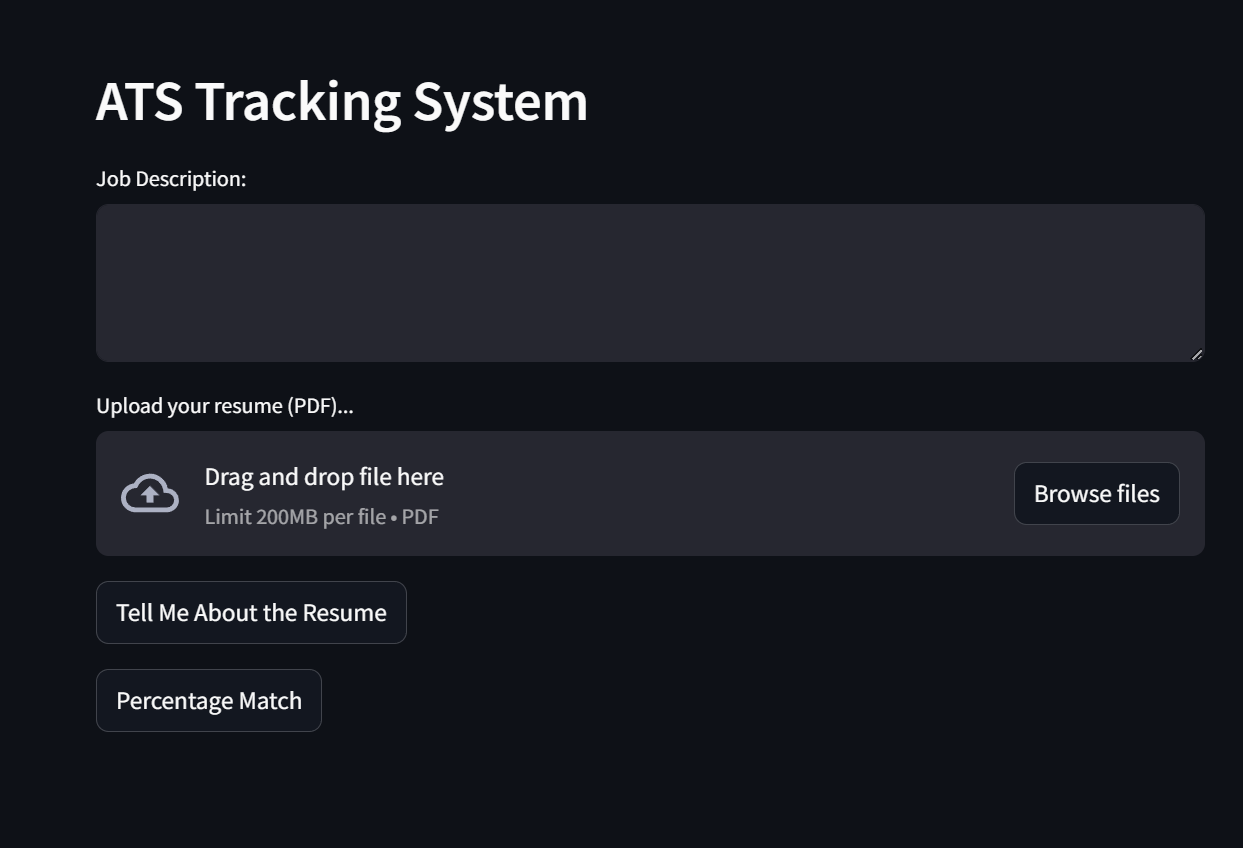 ATS Tracking System
Job Description:
Upload your resume (PDF)...
Drag and drop file here
Limit 200MB per file • PDF
Browse files
Tell Me About the Resume
Percentage Match